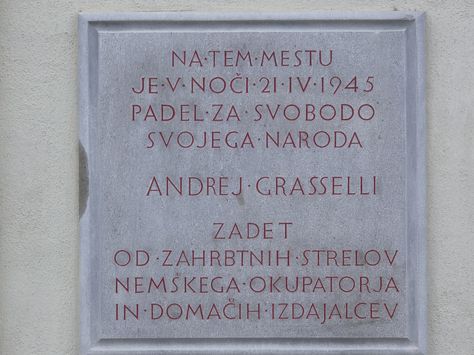 NA·TEM·MESTU
JE·V·NOČI·21·IV·1945
PADEL·ZA·SVOBODO
SVOJEGA·NARODA
ANDREJ·GRASSELLI
ZADET
OD·ZAHRBTNIH·STRELOV
NEMSKEGA·OKUPATORJA
IN·DOMAČIH·IZDAJALCEV